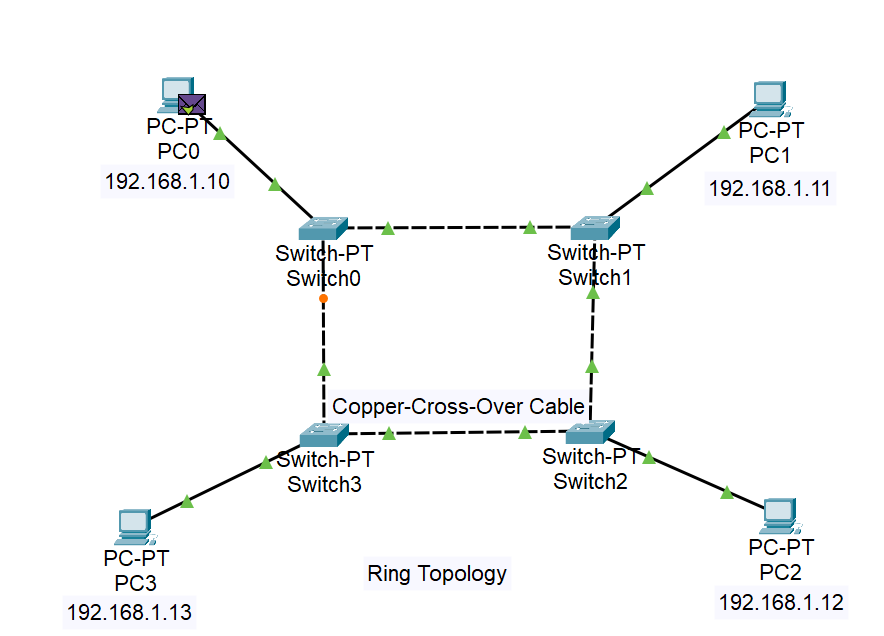 PC-PT
PC0
192.168.1.10
PC-PT
PC1
192.168.1.11
Switch-PT
Switch0
Switch-PT
Switch1
Copper-Cross-Over Cable
Switch-PT
Switch3
Switch-PT
Switch2
PC-PT
PC3
192.168.1.13
Ring Topology
PC-PT
PC2
192.168.1.12